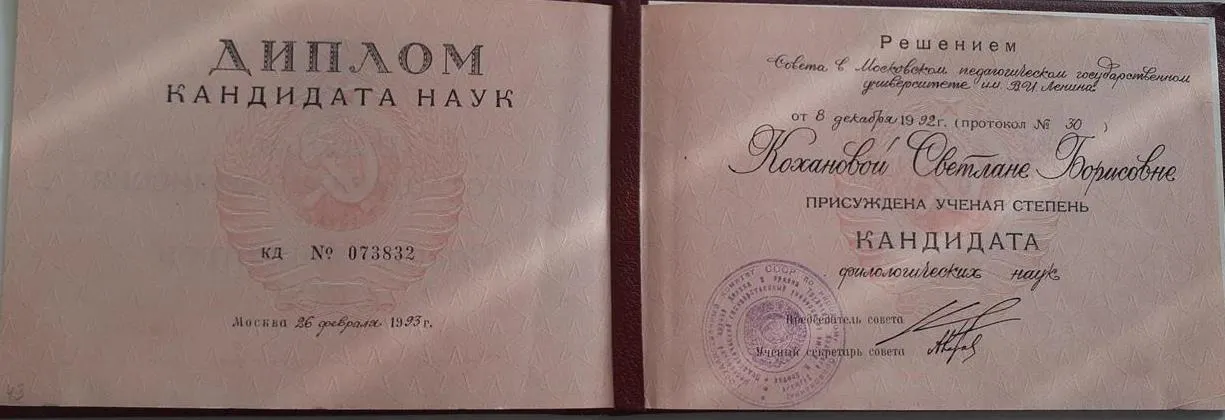 ДИПЛОМ
КАНДИДАТА НАУК
КД № 073832
Москва 26 февраля 1993 г.
43
Решением
Совета в Московском педагогическом государственном
университете им. В.И. Ленина
от 8 декабря 1992 г. (протокол № 30)
Кохановой Светлане Борисовне
ПРИСУЖДЕНА УЧЕНАЯ СТЕПЕНЬ
КАНДИДАТА
филологических наук
Председатель совета
Ученый секретарь совета